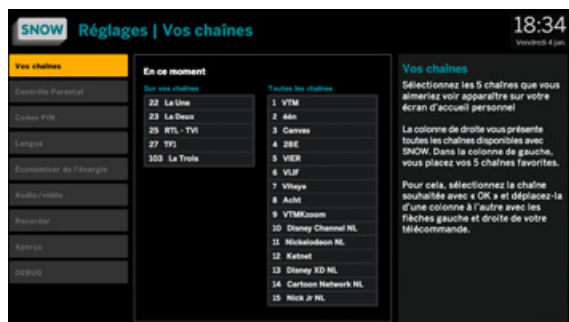 SNOW
Réglages | Vos chaînes
18:34
Vendredi 4 jan.
Vos chaînes
Contrôle Parental
Codes PIN
Langue
Économiser de l'énergie
Audio/vidéo
Recorder
Aperçu
DEBUG
En ce moment
Sur vos chaînes
22 La Une
23 La Deux
25 RTL - TVI
27 TF1
103 La Trois
Toutes les chaînes
1 VTM
2 één
3 Canvas
4 2BE
5 VIER
6 VIJF
7 Vitaya
8 Acht
9 VTMKzoom
10 Disney Channel NL
11 Nickelodeon NL
12 Ketnet
13 Disney XD NL
14 Cartoon Network NL
15 Nick Jr NL
Vos chaînes
Sélectionnez les 5 chaînes que vous
aimeriez voir apparaître sur votre
écran d'accueil personnel
La colonne de droite vous présente
toutes les chaînes disponibles avec
SNOW. Dans la colonne de gauche,
vous placez vos 5 chaînes favorites.
Pour cela, sélectionnez la chaîne
souhaitée avec « OK » et déplacez-la
d'une colonne à l'autre avec les
flèches gauche et droite de votre
télécommande.